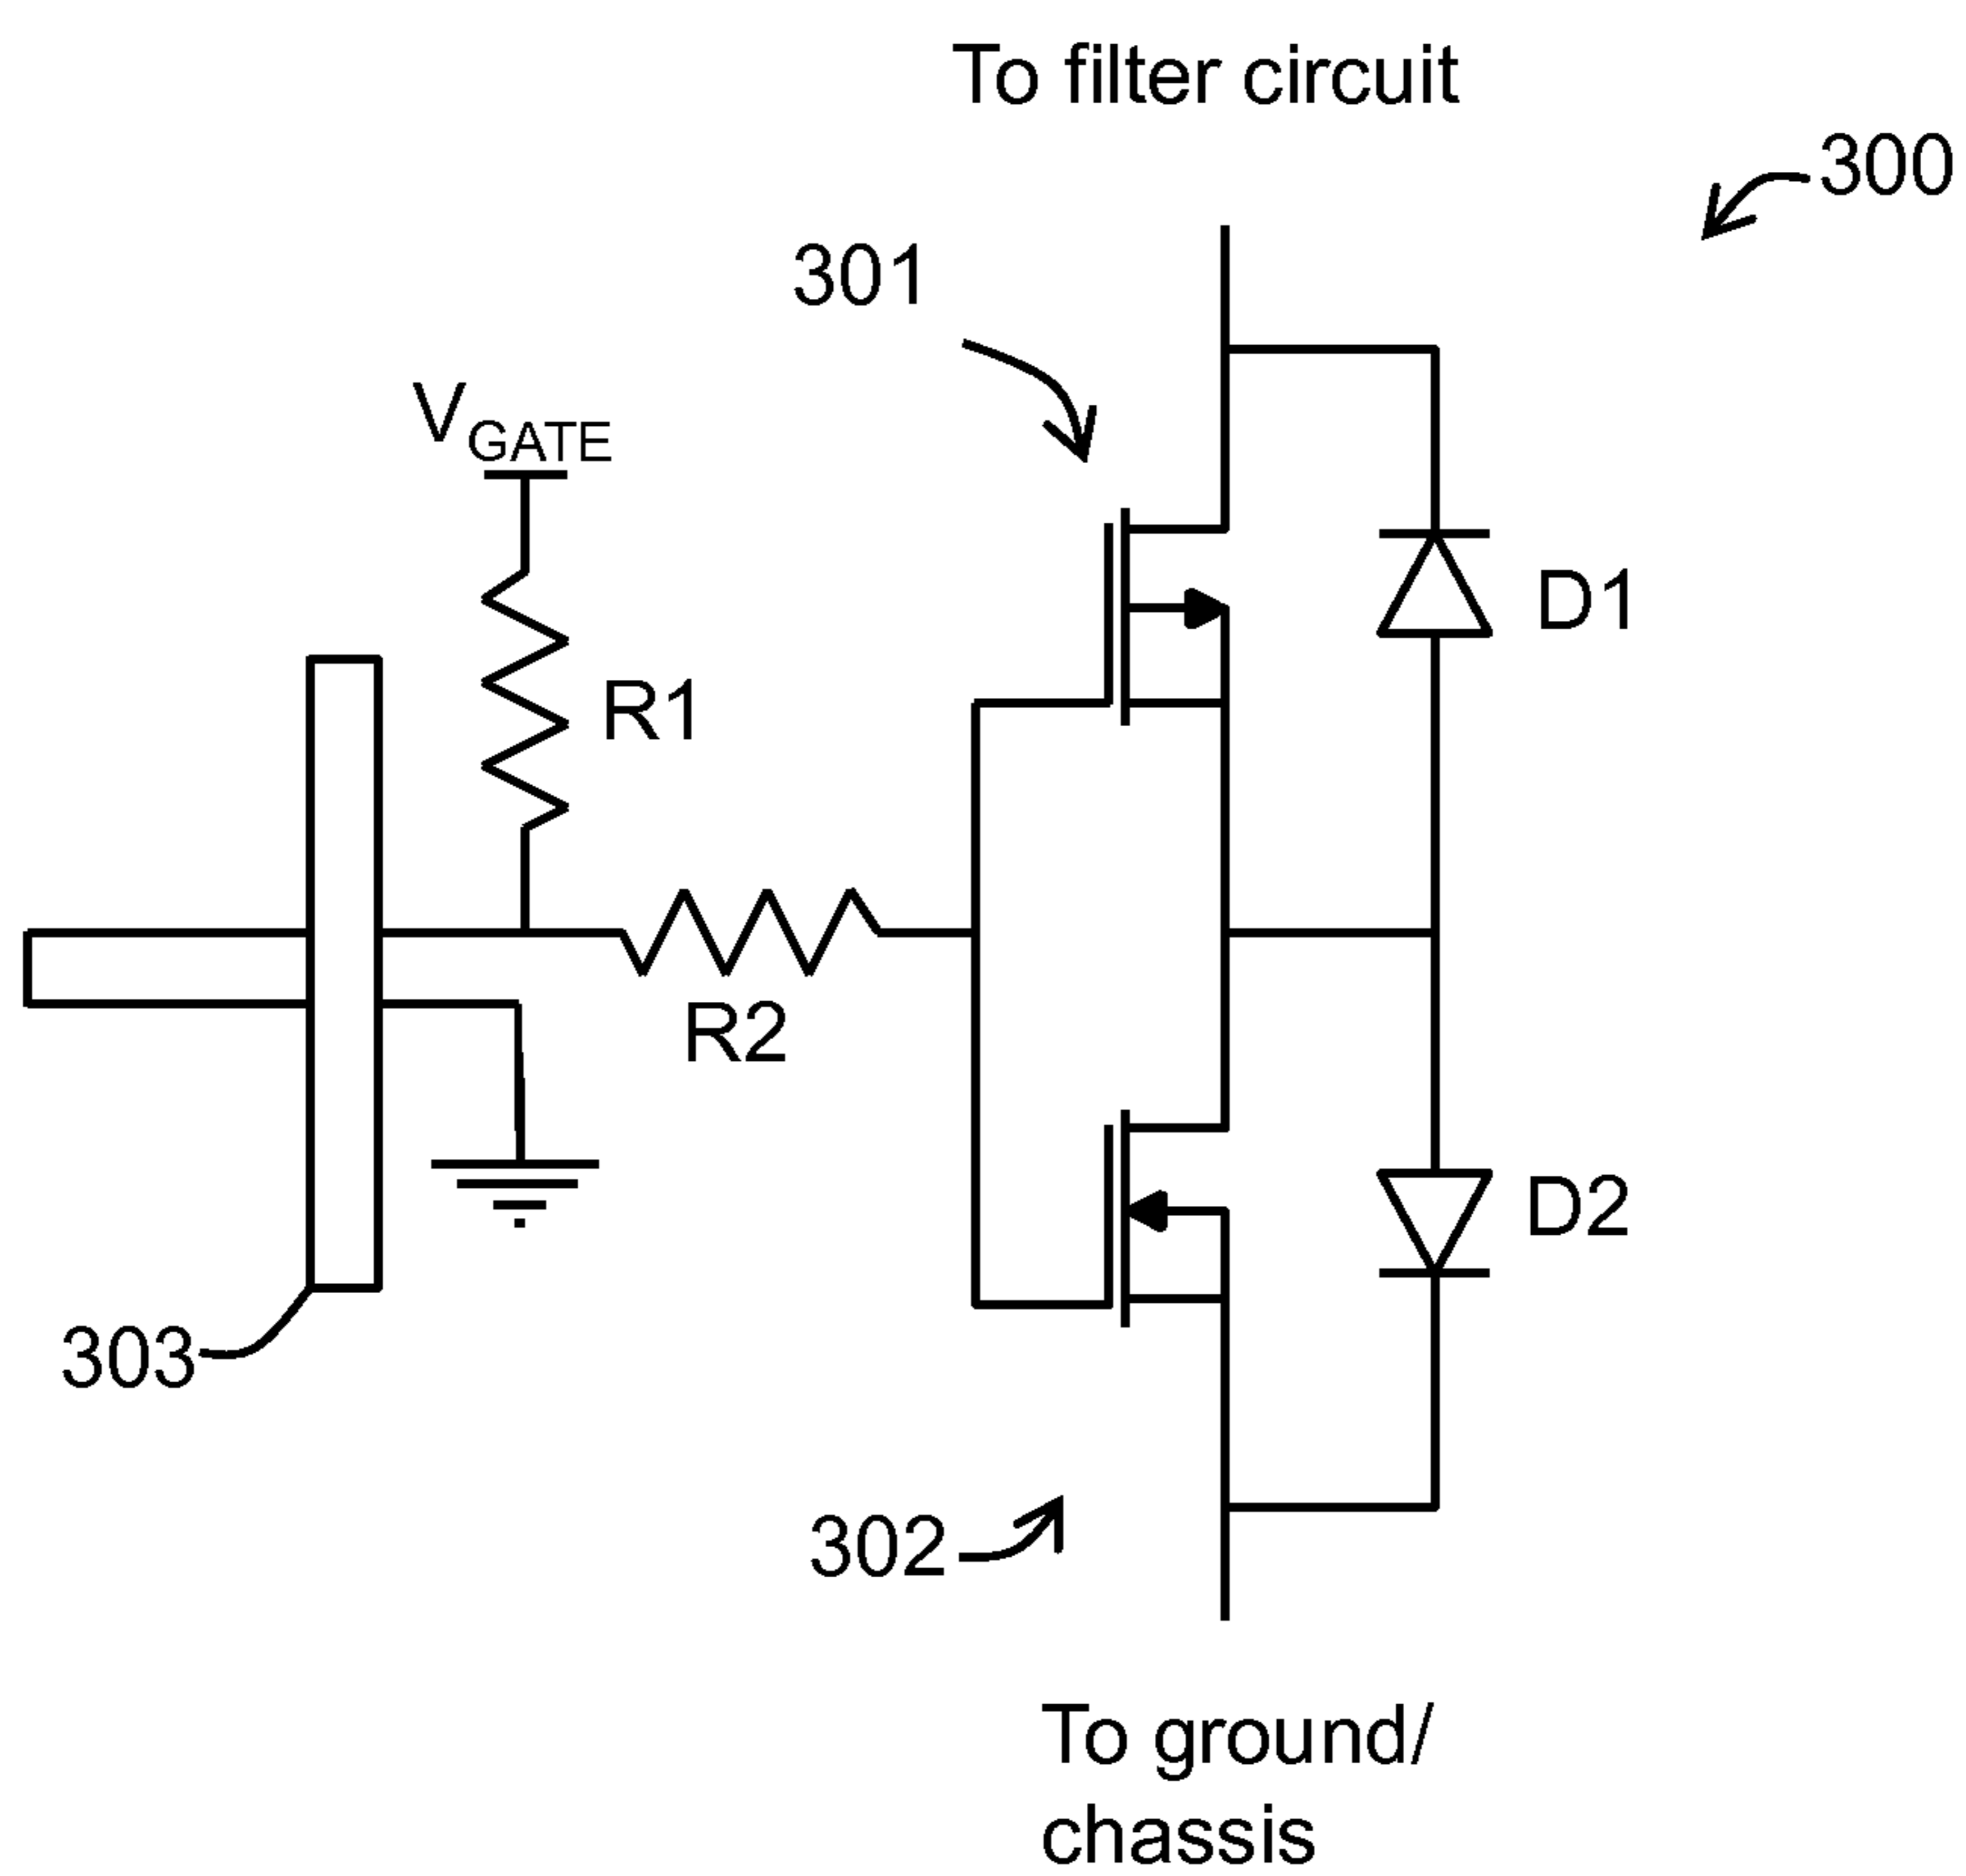 To filter circuit
300
301
VGATE
D1
R1
R2
D2
303
302
To ground/
chassis